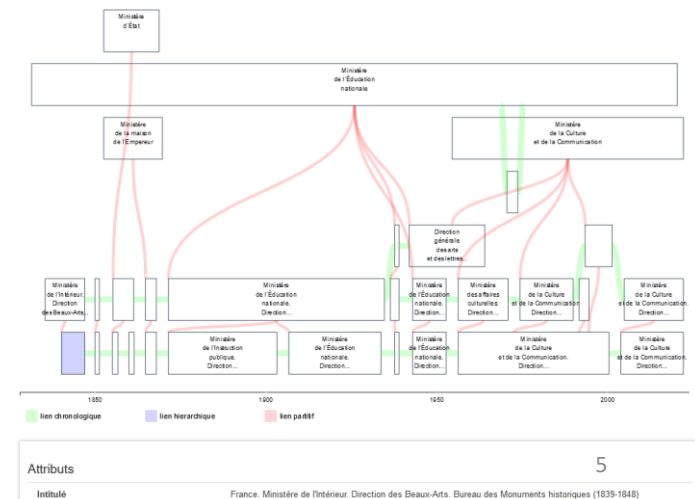 Ministère
d'État
Ministère
de l'Éducation
nationale
Ministère
de la maison
de l'Empereur
Ministère
de la Culture
et de la Communication
Direction
générale
des arts
et des lettres...
Ministère
de l'Intérieur.
Direction
des Beaux-Arts...
Ministère
de l'Éducation
nationale.
Direction...
Ministère
de l'Éducation
nationale.
Direction...
Ministère
des affaires
culturelles.
Direction...
Ministère
de la Culture
et de la Communication.
Direction...
Ministère
de la Culture
et de la Communication.
Direction...
Ministère
de l'Instruction
publique.
Direction...
Ministère
de l'Éducation
nationale.
Direction...
Ministère
de l'Éducation
nationale.
Direction...
Ministère
de la Culture
et de la Communication.
Direction...
Ministère
de la Culture
et de la Communication.
Direction...
1850 1900 1950 2000
lien chronologique lien hierarchique lien partitif
Attributs 5
Intitulé France. Ministère de l'Intérieur. Direction des Beaux-Arts. Bureau des Monuments historiques (1839-1848)